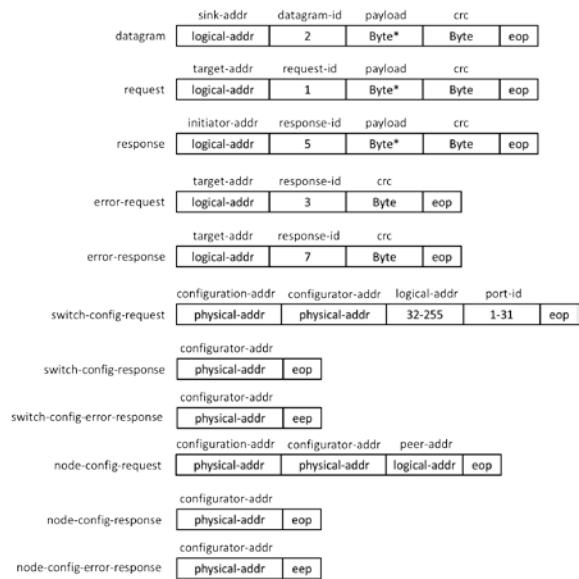 sink-addr datagram-id payload crc
datagram logical-addr 2 Byte* Byte eop
target-addr request-id payload crc
request logical-addr 1 Byte* Byte eop
initiator-addr response-id payload crc
response logical-addr 5 Byte* Byte eop
target-addr response-id crc
error-request logical-addr 3 Byte eop
target-addr response-id crc
error-response logical-addr 7 Byte eop
configuration-addr configurator-addr logical-addr port-id
switch-config-request physical-addr physical-addr 32-255 1-31 eop
configurator-addr
switch-config-response physical-addr eop
configurator-addr
switch-config-error-response physical-addr eep
configuration-addr configurator-addr peer-addr
node-config-request physical-addr physical-addr logical-addr eop
configurator-addr
node-config-response physical-addr eop
configurator-addr
node-config-error-response physical-addr eep